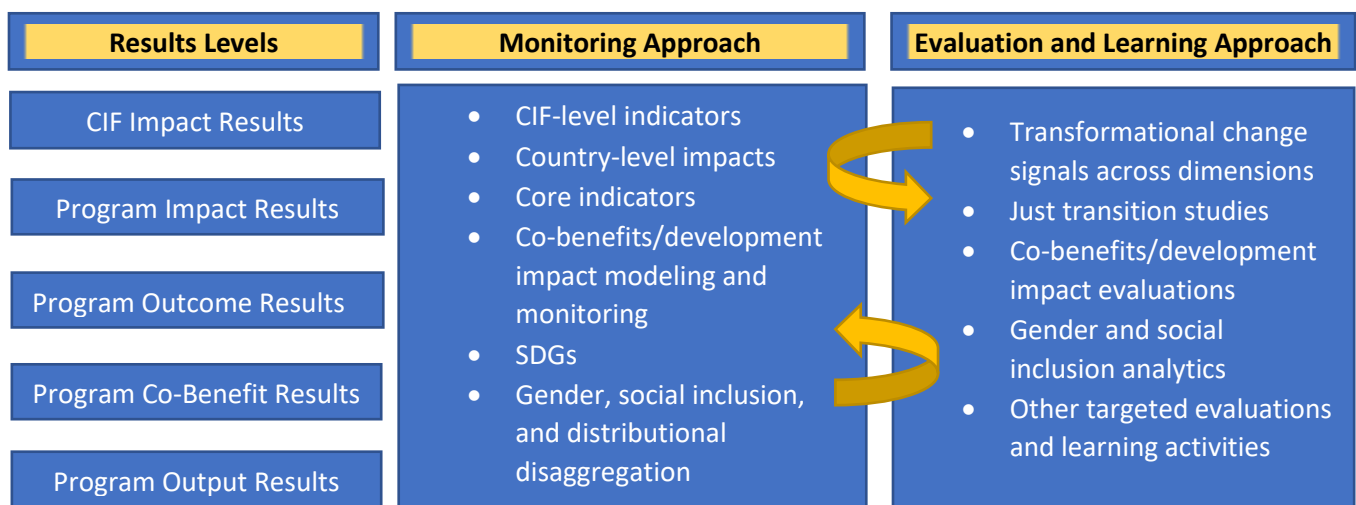 Results Levels
CIF Impact Results
Program Impact Results
Program Outcome Results
Program Co-Benefit Results
Program Output Results
Monitoring Approach
• CIF-level indicators
• Country-level impacts
• Core indicators
• Co-benefits/development
impact modeling and
monitoring
• SDGs
• Gender, social inclusion,
and distributional
disaggregation
Evaluation and Learning Approach
• Transformational change
signals across dimensions
• Just transition studies
• Co-benefits/development
impact evaluations
• Gender and social
inclusion analytics
• Other targeted evaluations
and learning activities